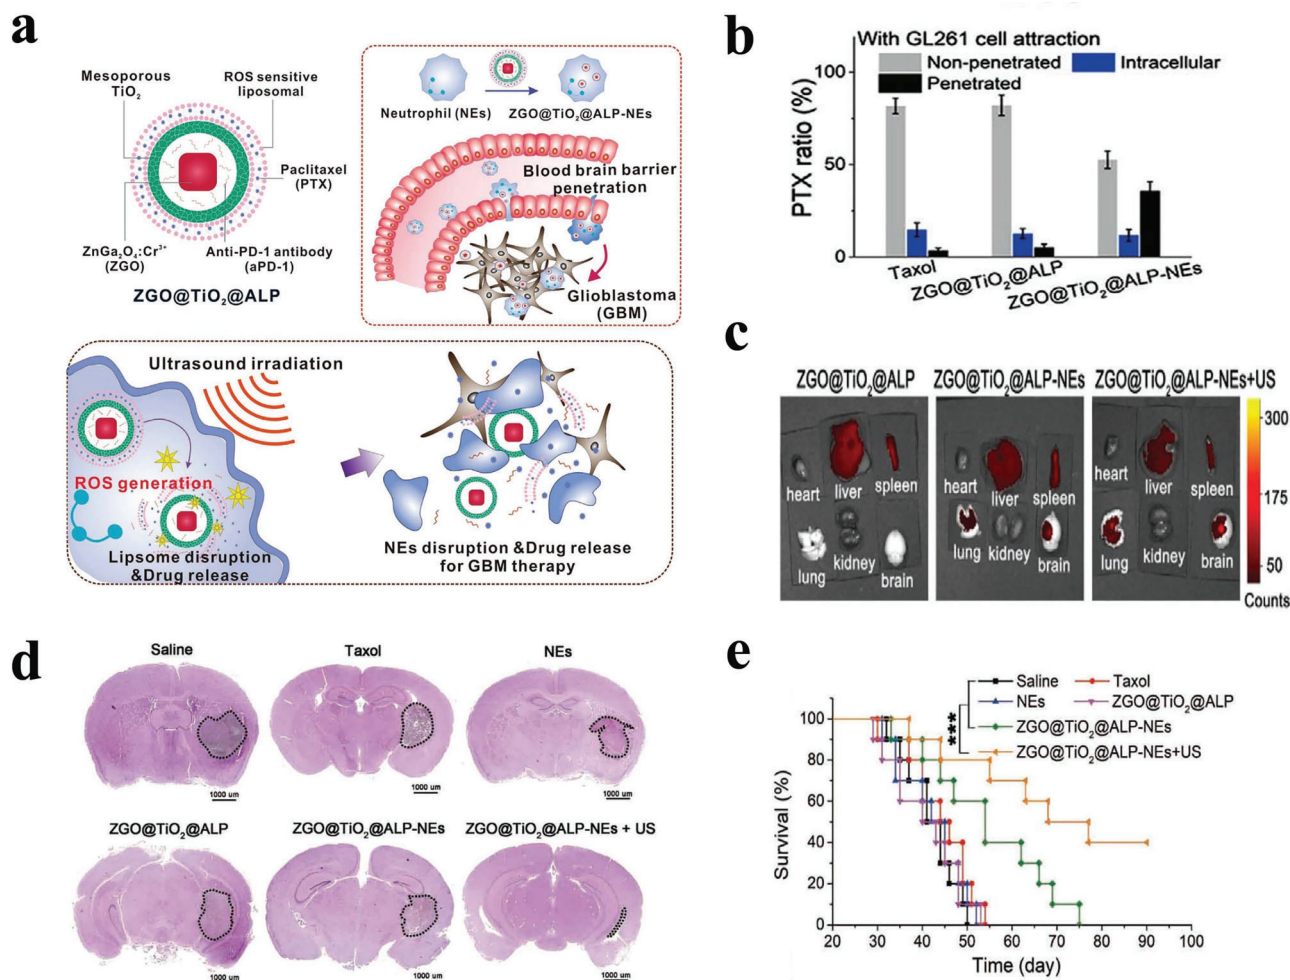 a
Mesoporous
TiO₂
ROS sensitive
liposomal
Paclitaxel
(PTX)
ZnGa₂O₄:Cr³⁺
(ZGO)
Anti-PD-1 antibody
(aPD-1)
ZGO@TiO₂@ALP
Neutrophil (NEs)
ZGO@TiO₂@ALP-NEs
Blood brain barrier
penetration
Glioblastoma
(GBM)
Ultrasound irradiation
ROS generation
Lipsome disruption
&Drug release
NEs disruption &Drug release
for GBM therapy
b
With GL261 cell attraction
Non-penetrated
Intracellular
Penetrated
PTX ratio (%)
100
50
0
Taxol
ZGO@TiO₂@ALP
ZGO@TiO₂@ALP-NEs
c
ZGO@TiO₂@ALP
ZGO@TiO₂@ALP-NEs
ZGO@TiO₂@ALP-NEs+US
heart
liver
spleen
lung
kidney
brain
heart
liver
spleen
lung
kidney
brain
heart
liver
spleen
lung
kidney
brain
300
175
50
Counts
d
Saline
Taxol
NEs
1000 um
1000 um
1000 um
ZGO@TiO₂@ALP
ZGO@TiO₂@ALP-NEs
ZGO@TiO₂@ALP-NEs + US
1000 um
1000 um
1000 um
e
Saline
Taxol
NEs
ZGO@TiO₂@ALP
ZGO@TiO₂@ALP-NEs
ZGO@TiO₂@ALP-NEs+US
***
Survival (%)
100
80
60
40
20
0
20 30 40 50 60 70 80 90 100
Time (day)